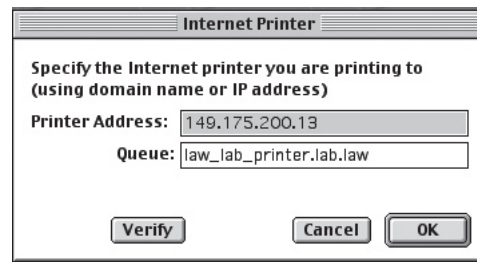 Internet Printer
Specify the Internet printer you are printing to
(using domain name or IP address)
Printer Address: 149.175.200.13
Queue: law_lab_printer.lab.law
Verify Cancel OK